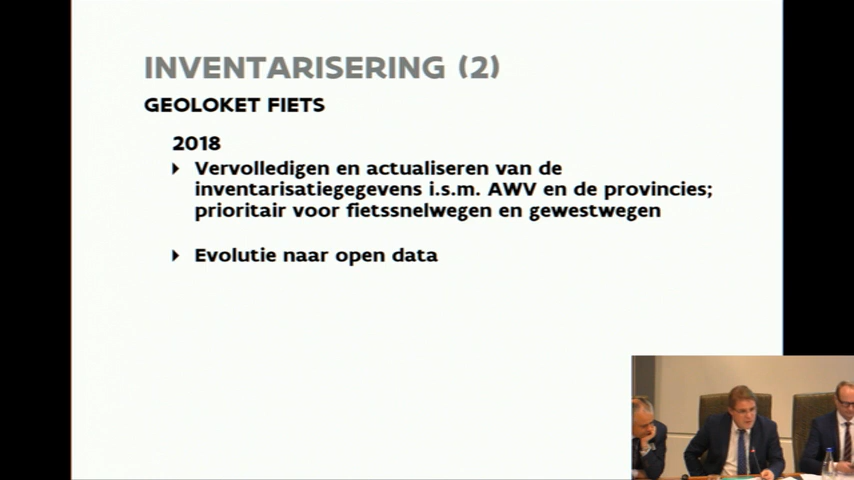 INVENTARISERING (2)
GEOLOKET FIETS
2018
Vervolledigen en actualiseren van de
inventarisatiegegevens i.s.m. AWV en de provincies;
prioritair voor fietssnelwegen en gewestwegen
Evolutie naar open data